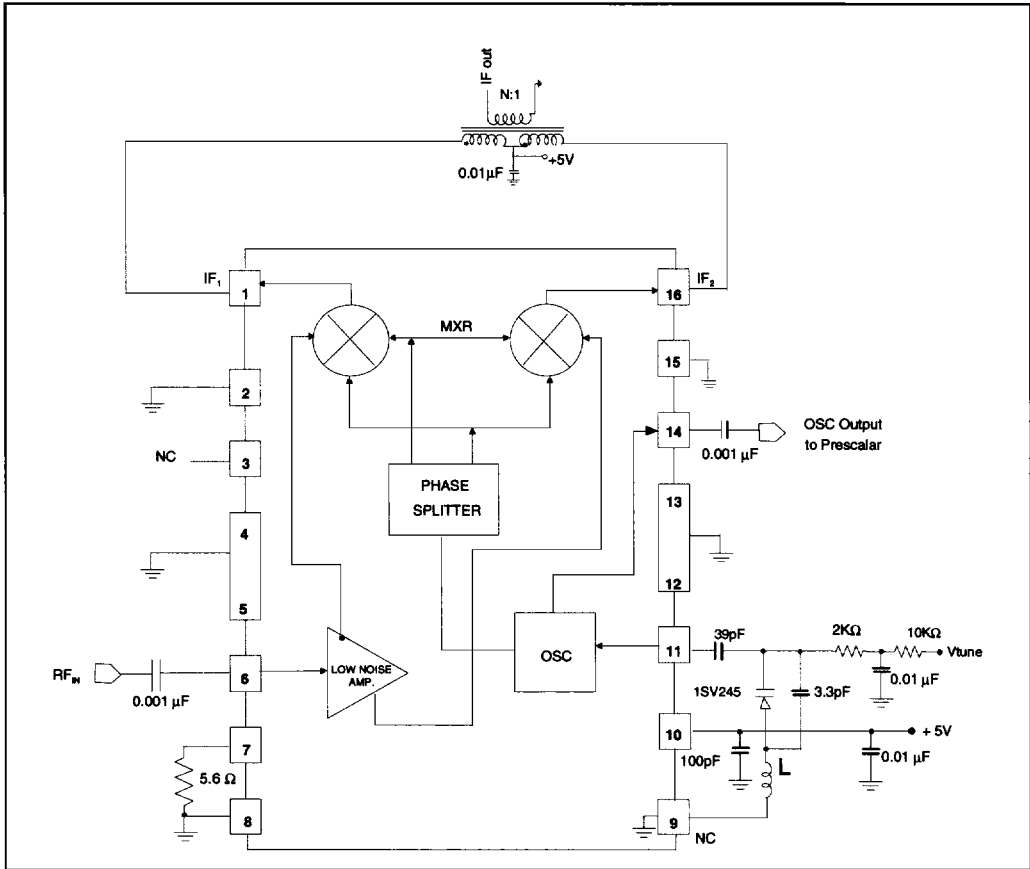 IF out
N:1
+5V
0.01µF
IF₁
1
16
IF₂
MXR
15
2
14
OSC Output
to Prescalar
0.001 µF
NC
3
PHASE
SPLITTER
13
4
12
5
39pF
2KΩ
10KΩ
Vtune
11
OSC
LOW NOISE
AMP.
RF_IN
6
0.001 µF
1SV245
3.3pF
0.01 µF
7
10
+ 5V
100pF
0.01 µF
5.6 Ω
L
8
9
NC